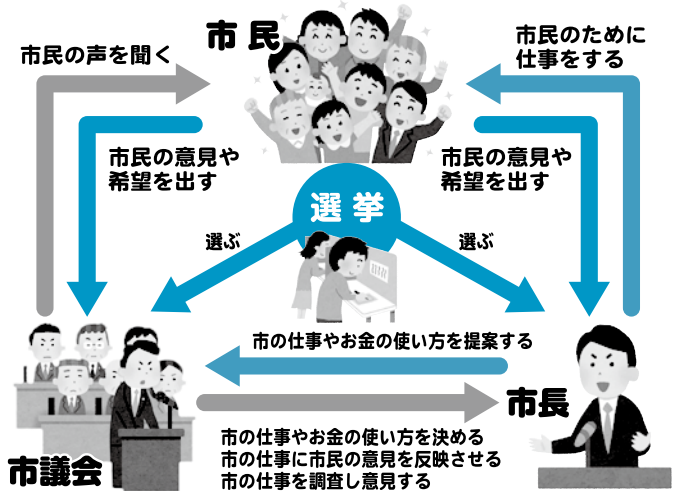 市民
市民の声を聞く
市民のために
仕事をする
市民の意見や
希望を出す
市民の意見や
希望を出す
選挙
選ぶ
選ぶ
市の仕事やお金の使い方を提案する
市長
市の仕事やお金の使い方を決める
市の仕事に市民の意見を反映させる
市の仕事を調査し意見する
市議会